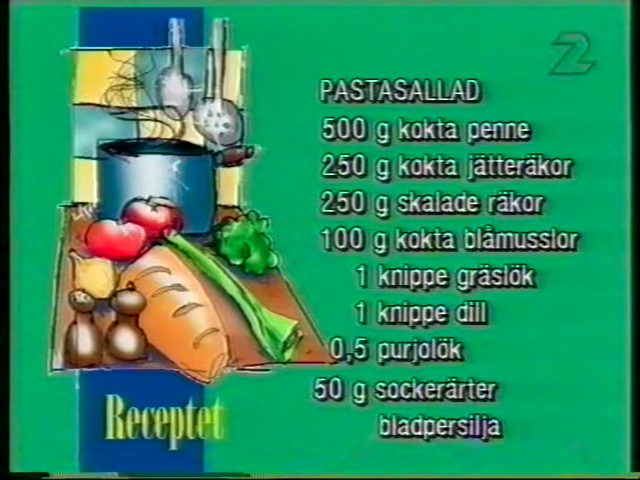 2
PASTASALLAD
500 g kokta penne
250 g kokta jätteräkor
250 g skalade räkor
100 g kokta blåmusslor
1 knippe gräslök
1 knippe dill
0,5 purjolök
50 g sockerärter
bladpersilja
Receptet